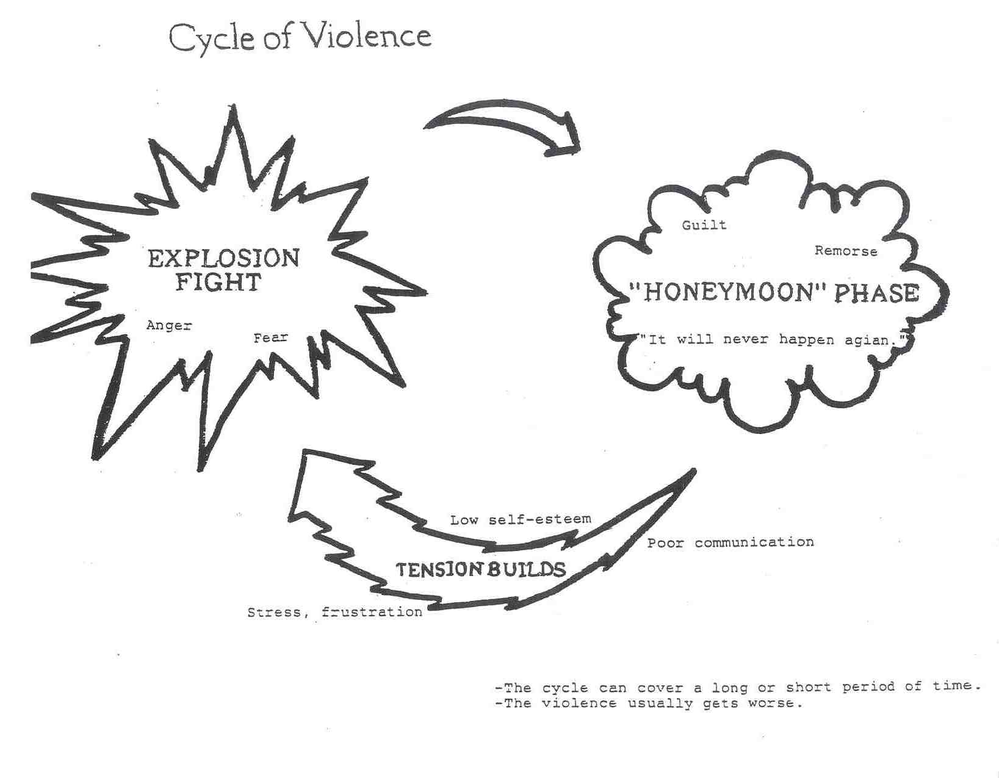 Cycle of Violence
EXPLOSION
FIGHT
Anger
Fear
Guilt
Remorse
"HONEYMOON" PHASE
"It will never happen agian."
Low self-esteem
Poor communication
TENSION BUILDS
Stress, frustration
-The cycle can cover a long or short period of time.
-The violence usually gets worse.